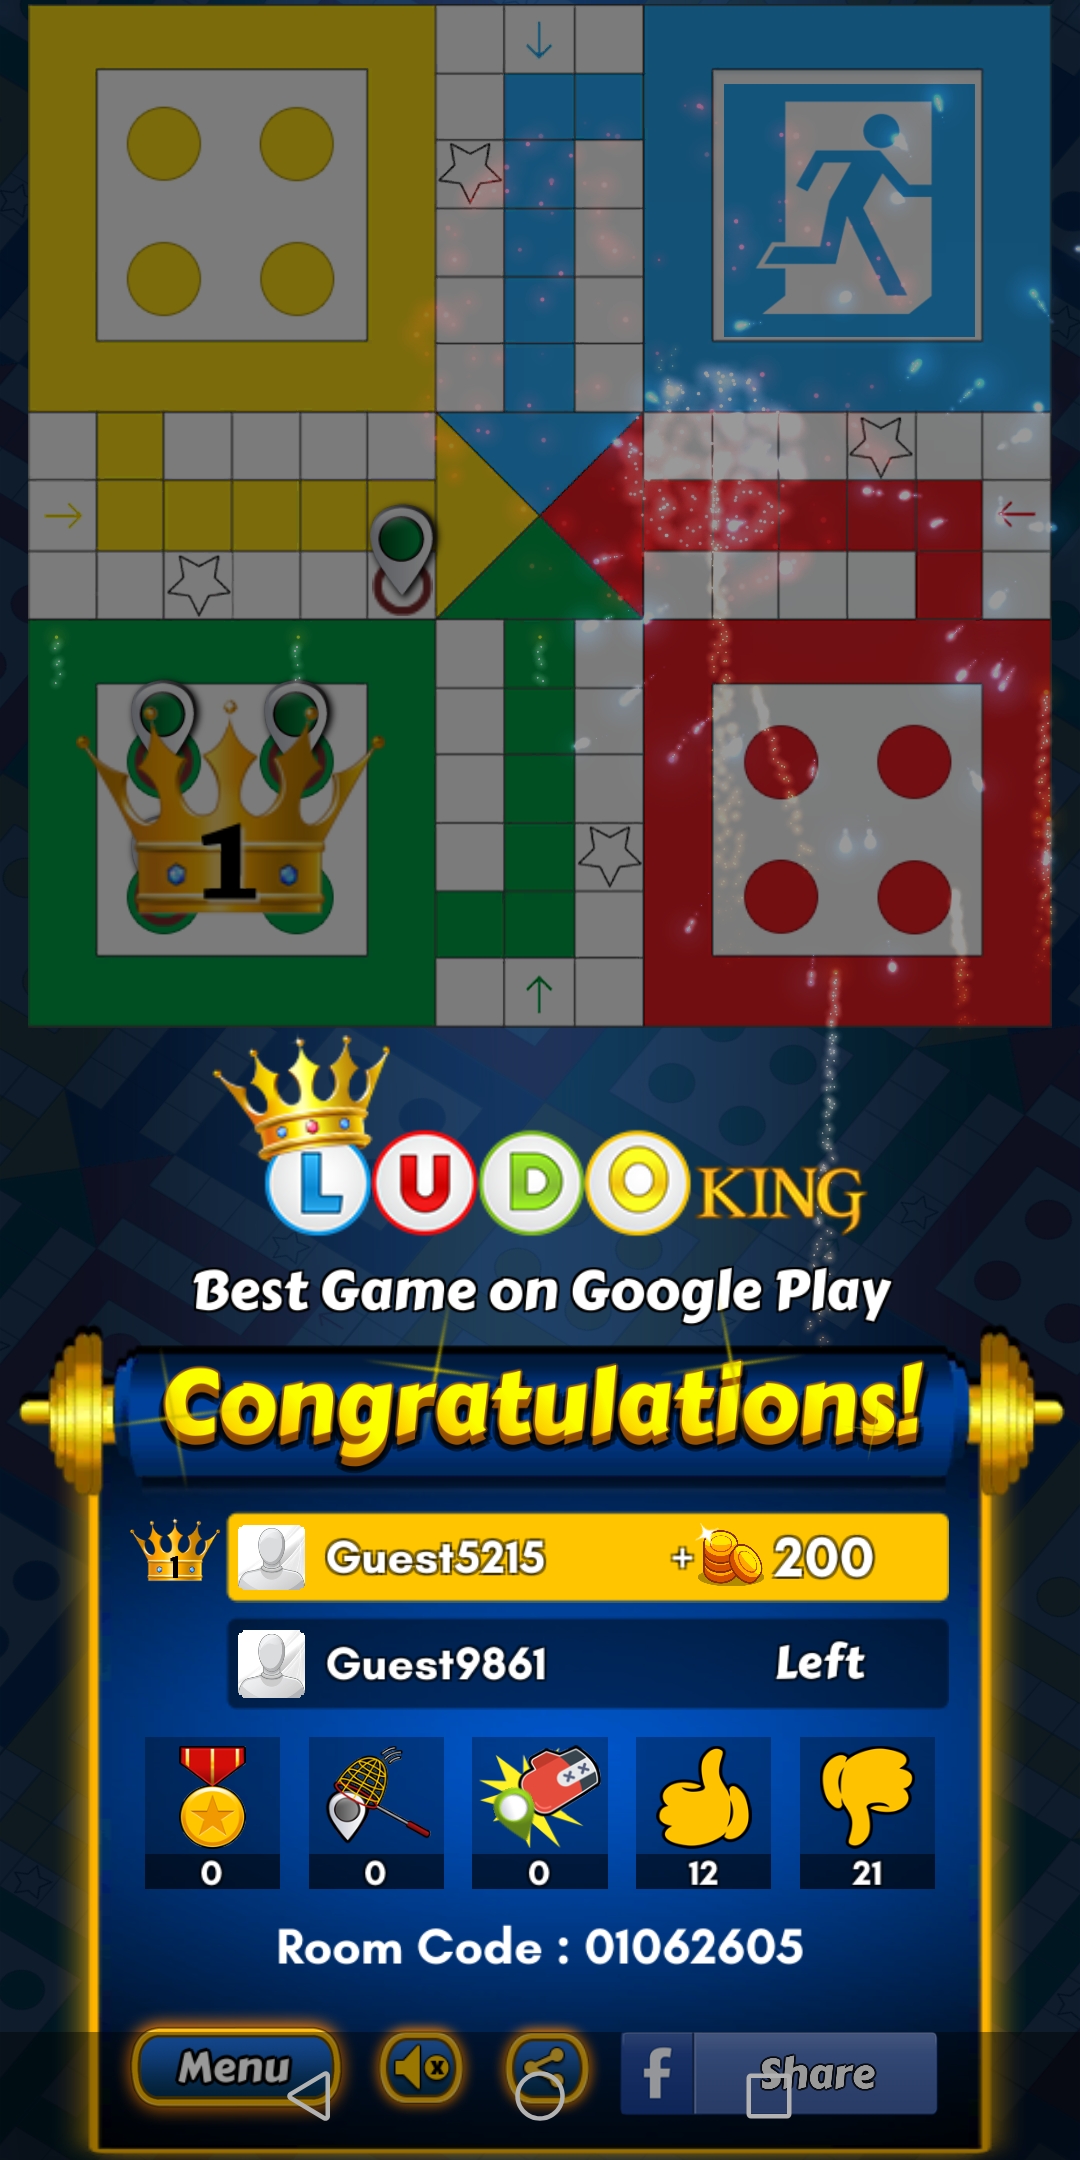 1
LUDO KING
Best Game on Google Play
Congratulations!
1 Guest5215 + 200
Guest9861 Left
0 0 0 12 21
Room Code : 01062605
Menu x f Share